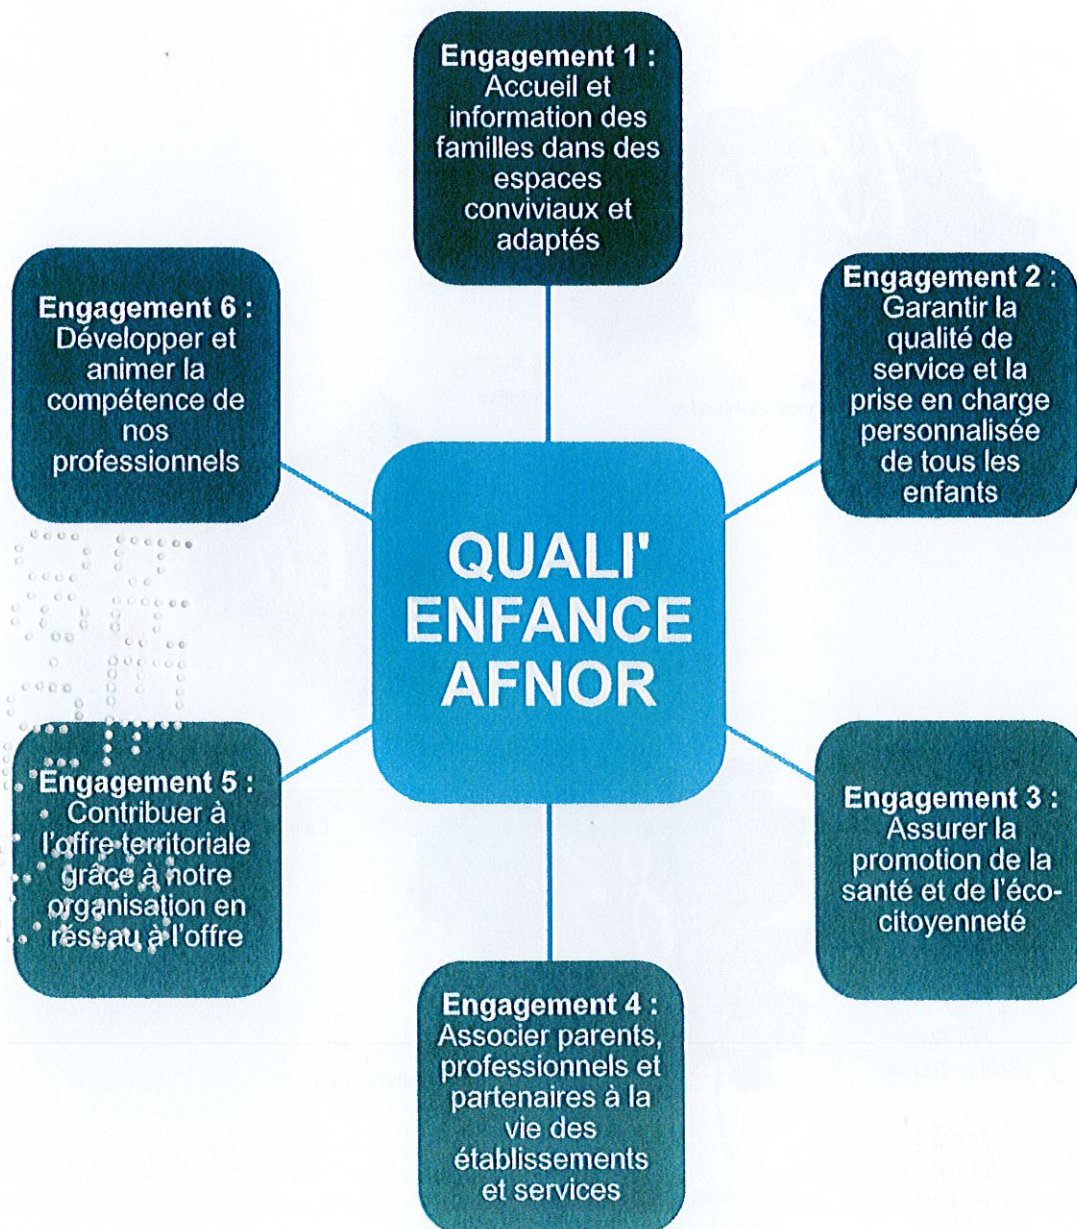 Engagement 1 :
Accueil et
information des
familles dans des
espaces
conviviaux et
adaptés
Engagement 2 :
Garantir la
qualité de
service et la
prise en charge
personnalisée
de tous les
enfants
Engagement 6 :
Développer et
animer la
compétence de
nos
professionnels
QUALI'
ENFANCE
AFNOR
Engagement 3 :
Assurer la
promotion de la
santé et de l'éco-
citoyenneté
Engagement 5 :
Contribuer à
l'offre territoriale
grâce à notre
organisation en
réseau à l'offre
Engagement 4 :
Associer parents,
professionnels et
partenaires à la
vie des
établissements
et services